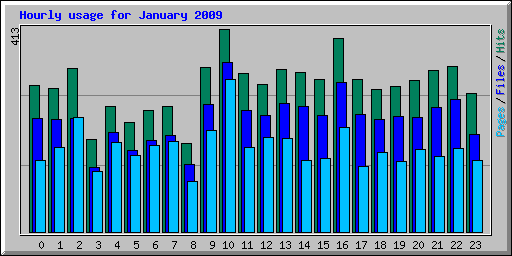 Hourly usage for January 2009
413
Pages / Files / Hits
0 1 2 3 4 5 6 7 8 9 10 11 12 13 14 15 16 17 18 19 20 21 22 23